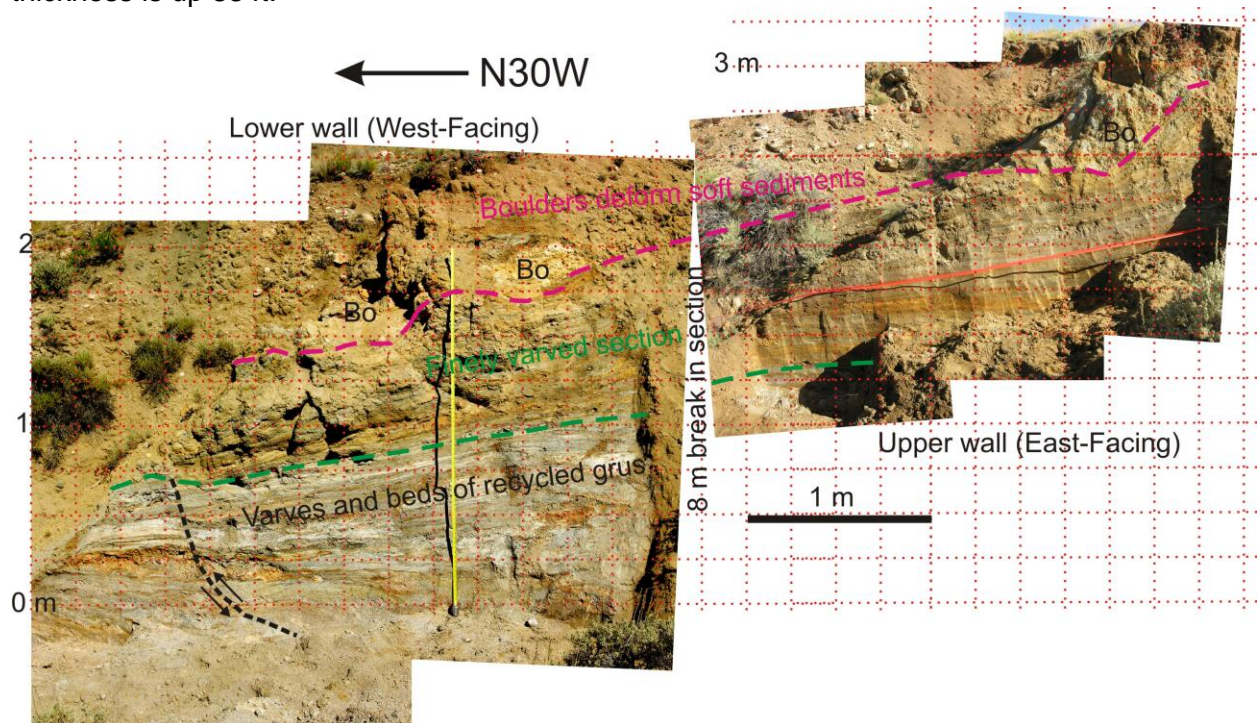 thickness is up 35 ft.
N30W
3 m
Lower wall (West-Facing)
Bo
Boulders deform soft sediments
2
Bo
Bo
8 m break in section
Finely varved section
1
Upper wall (East-Facing)
Varves and beds of recycled grus
1 m
0 m